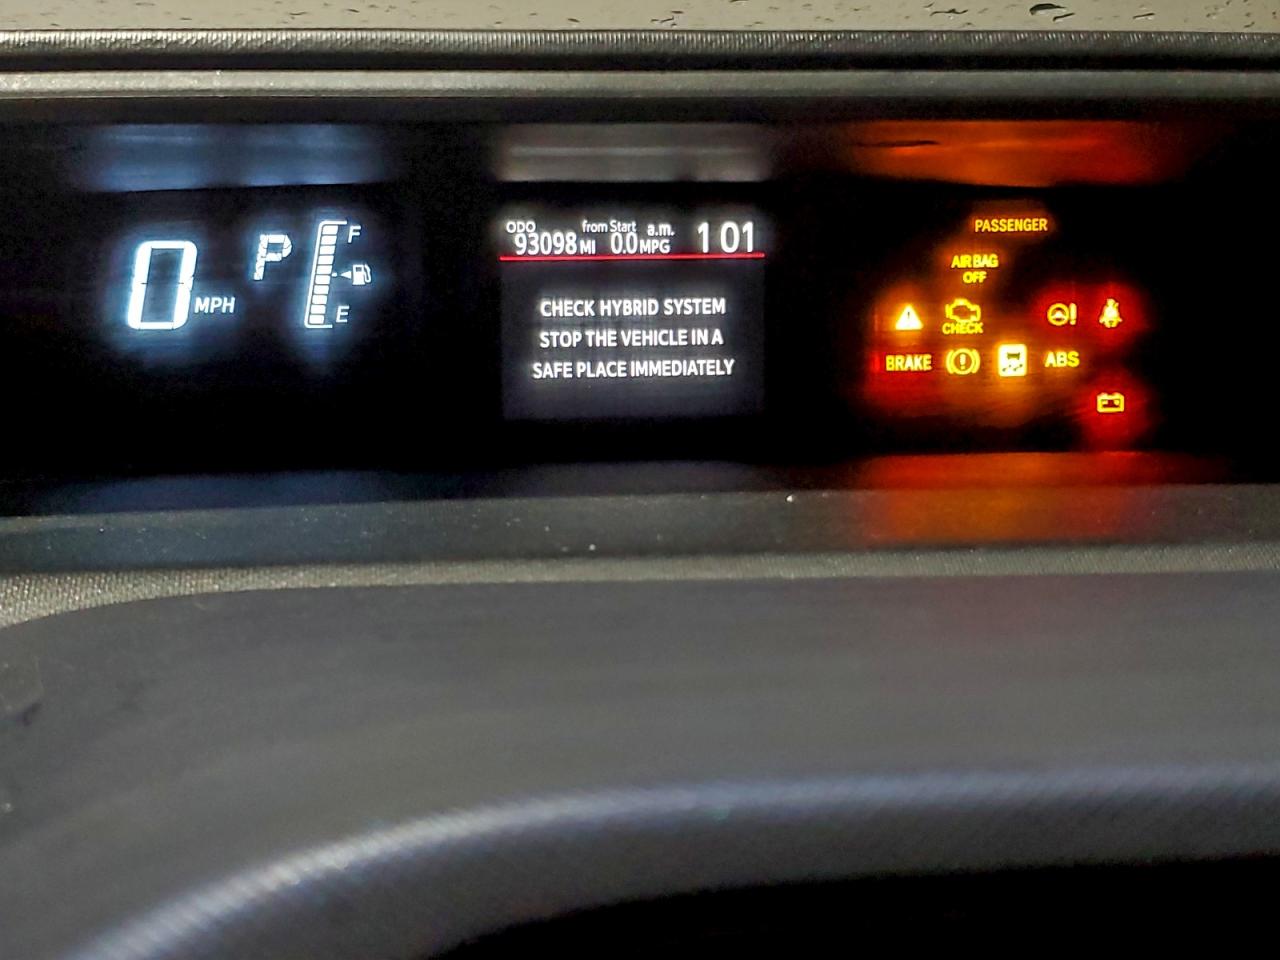 0 MPH
P
F
E
ODO from Start a.m.
93098 MI 0.0 MPG 1 01
CHECK HYBRID SYSTEM
STOP THE VEHICLE IN A
SAFE PLACE IMMEDIATELY
PASSENGER
AIR BAG
OFF
CHECK
!
BRAKE
ABS